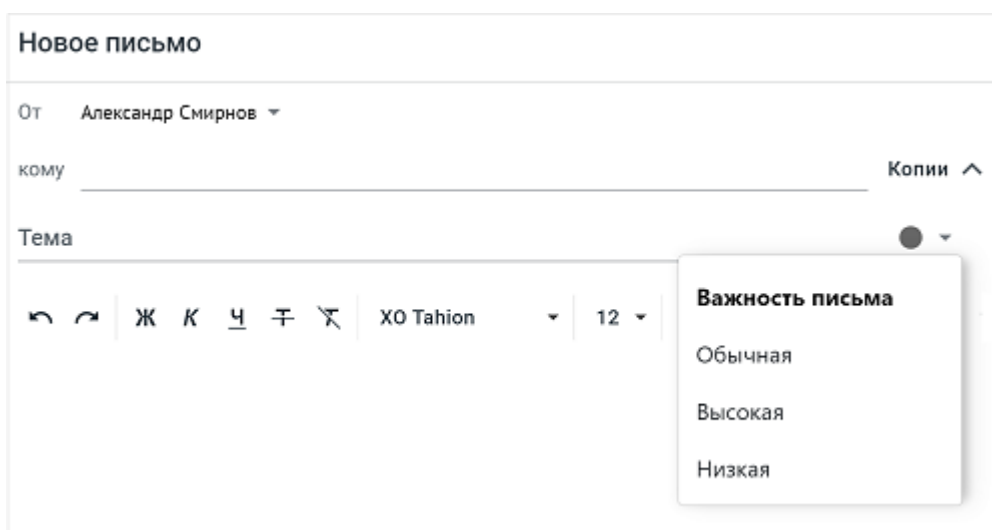 Новое письмо
От Александр Смирнов
кому Копии
Тема
Ж К Ч Т XO Tahion 12
Важность письма
Обычная
Высокая
Низкая